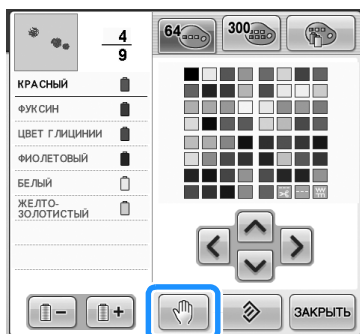 4
9
64
300
КРАСНЫЙ
ФУКСИН
ЦВЕТ ГЛИЦИНИИ
ФИОЛЕТОВЫЙ
БЕЛЫЙ
ЖЕЛТО-
ЗОЛОТИСТЫЙ
− + ЗАКРЫТЬ